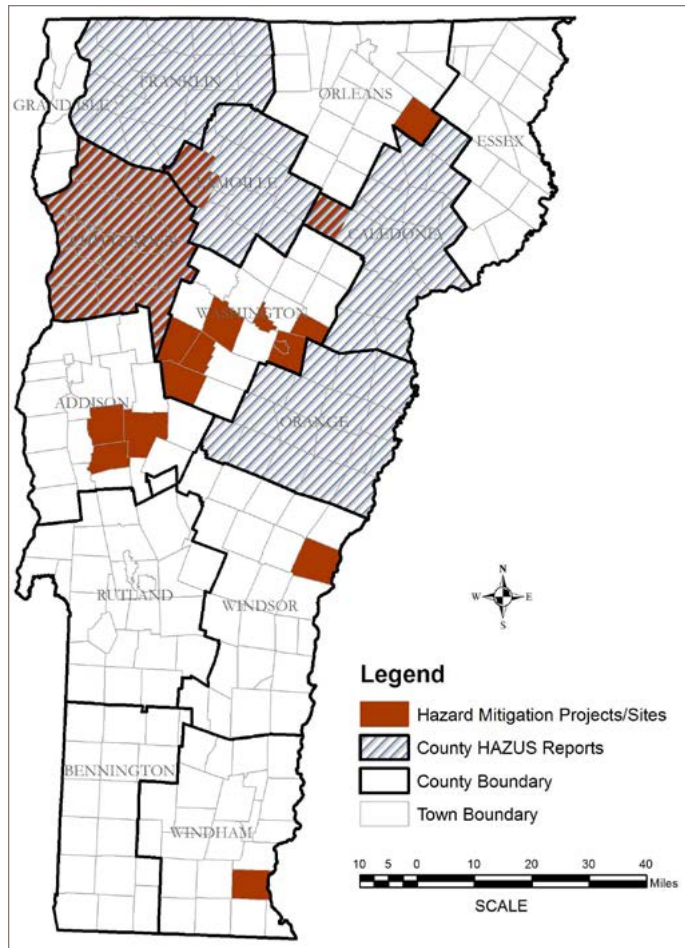 FRANKLIN
ORLEANS
GRAND ISLE
ESSEX
LAMOILLE
CALEDONIA
WASHINGTON
ADDISON
ORANGE
RUTLAND
WINDSOR
BENNINGTON
WINDHAM
N
W E
S
Legend
Hazard Mitigation Projects/Sites
County HAZUS Reports
County Boundary
Town Boundary
10 5 0 10 20 30 40
Miles
SCALE